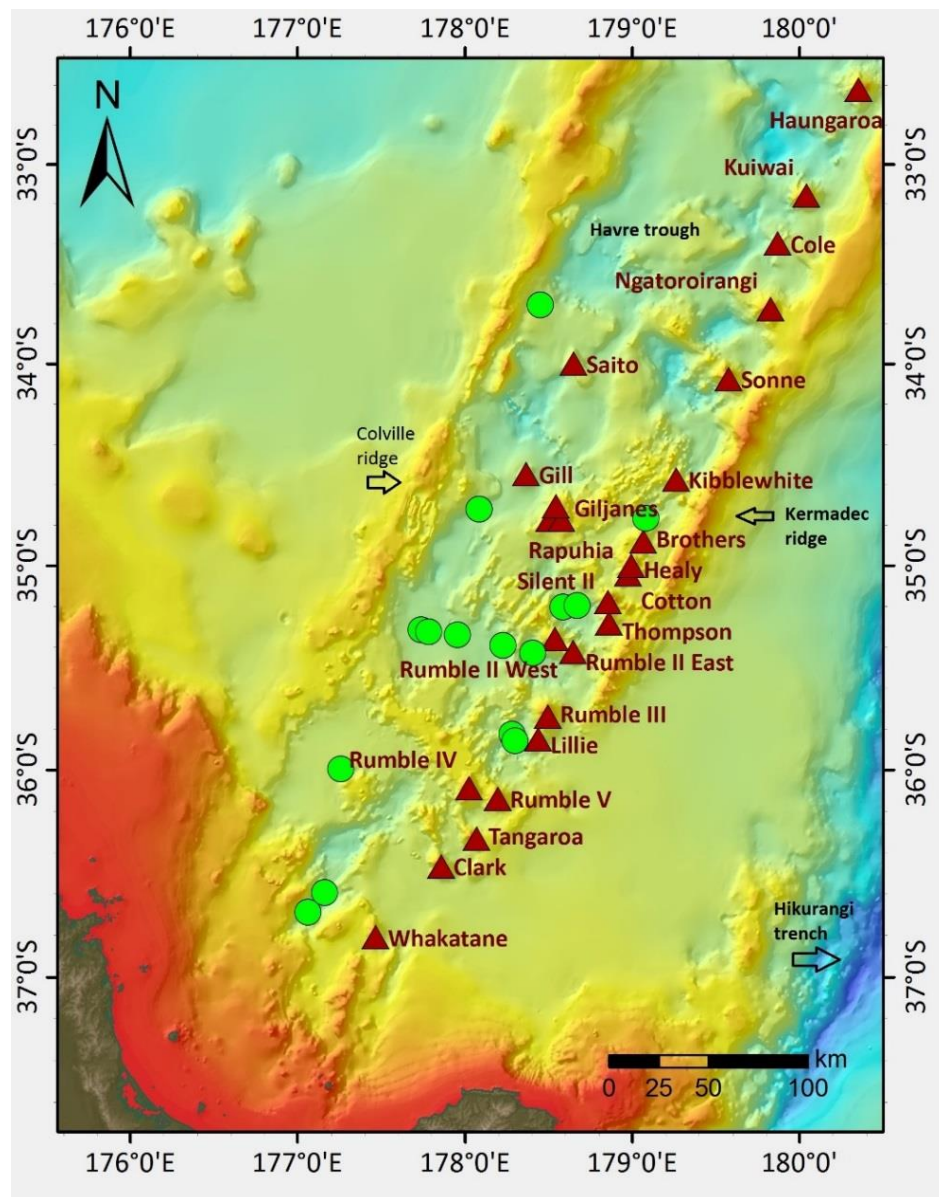 176°0'E 177°0'E 178°0'E 179°0'E 180°0'
N
Haungaroa
33°0'S
33°0'S
Kuiwai
Havre trough
Cole
Ngatoroirangi
34°0'S
Saito
34°0'S
Sonne
Colville
ridge
Gill
Kibblewhite
Giljanes
Kermadec
ridge
Rapuhia
Brothers
35°0'S
Silent II
Healy
35°0'S
Cotton
Thompson
Rumble II West
Rumble II East
Rumble III
Lillie
36°0'S
Rumble IV
36°0'S
Rumble V
Tangaroa
Clark
Hikurangi
trench
Whakatane
37°0'S
37°0'S
km
0 25 50 100
176°0'E 177°0'E 178°0'E 179°0'E 180°0'